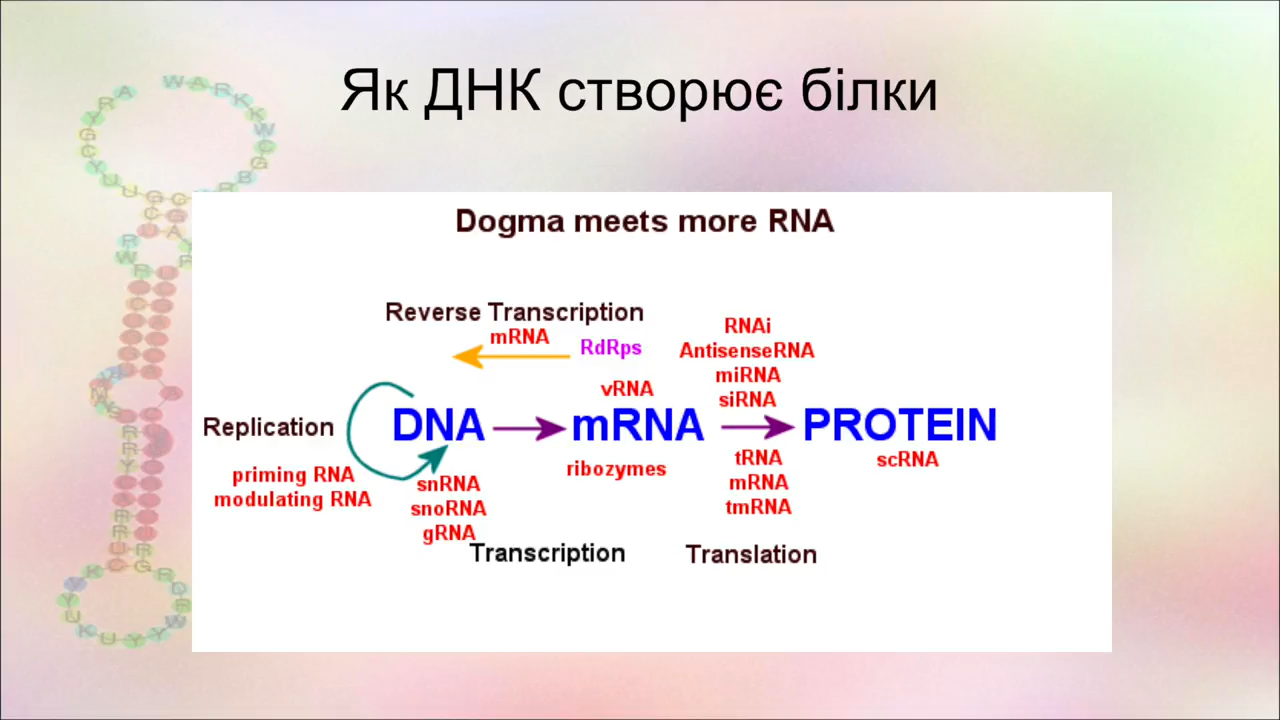 Як ДНК створює білки
Dogma meets more RNA
Reverse Transcription
mRNA
RdRps
RNAi
AntisenseRNA
miRNA
siRNA
vRNA
Replication
DNA
mRNA
PROTEIN
priming RNA
modulating RNA
snRNA
snoRNA
gRNA
ribozymes
tRNA
mRNA
tmRNA
scRNA
Transcription
Translation